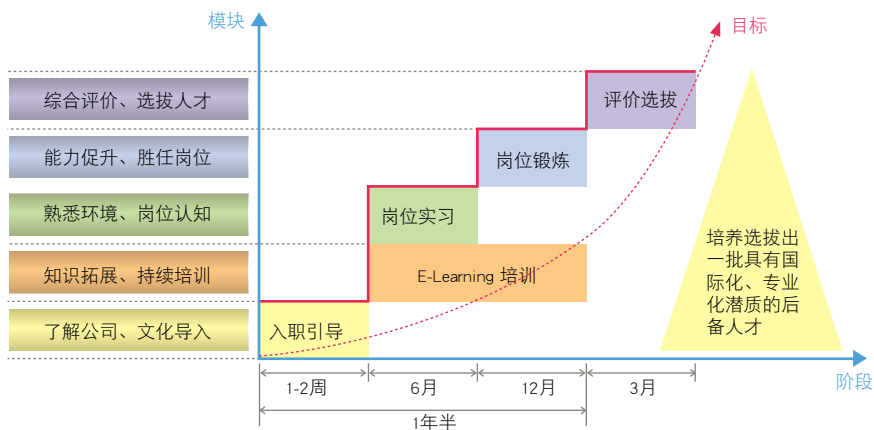 模块
目标
综合评价、选拔人才
评价选拔
能力促升、胜任岗位
岗位锻炼
熟悉环境、岗位认知
岗位实习
知识拓展、持续培训
E-Learning 培训
了解公司、文化导入
入职引导
培养选拔出
一批具有国
际化、专业
化潜质的后
备人才
阶段
1-2周
6月
12月
3月
1年半